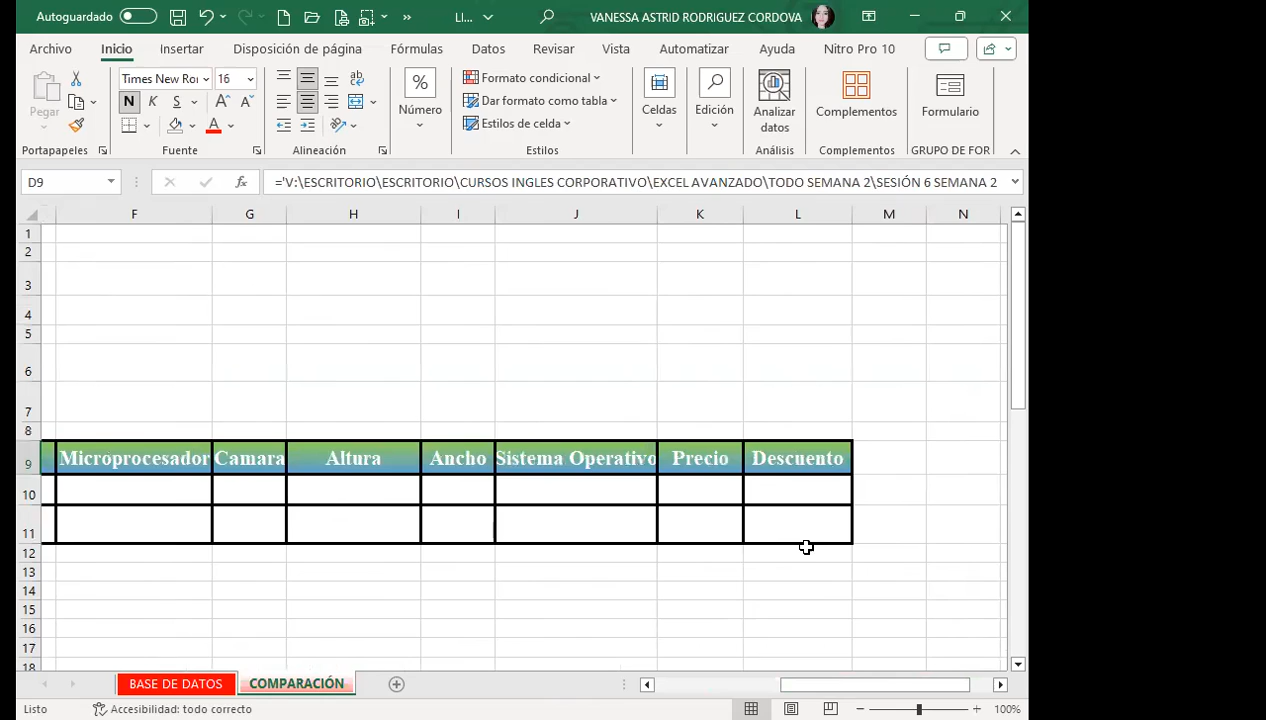 Autoguardado
LI...
VANESSA ASTRID RODRIGUEZ CORDOVA
Archivo Inicio Insertar Disposición de página Fórmulas Datos Revisar Vista Automatizar Ayuda Nitro Pro 10
Pegar
Times New Ror 16
N K S
A A
A
ab
%
Número
Formato condicional
Dar formato como tabla
Estilos de celda
Celdas
Edición
Analizar
datos
Complementos
Formulario
Portapapeles Fuente Alineación Estilos Análisis Complementos GRUPO DE FOR
D9 fx ='V:\ESCRITORIO\ESCRITORIO\CURSOS INGLES CORPORATIVO\EXCEL AVANZADO\TODO SEMANA 2\SESIÓN 6 SEMANA 2
F G H I J K L M N
1
2
3
4
5
6
7
8
9 Microprocesador Camara Altura Ancho Sistema Operativo Precio Descuento
10
11
12
13
14
15
16
17
18
BASE DE DATOS COMPARACIÓN
Listo Accesibilidad: todo correcto 100%